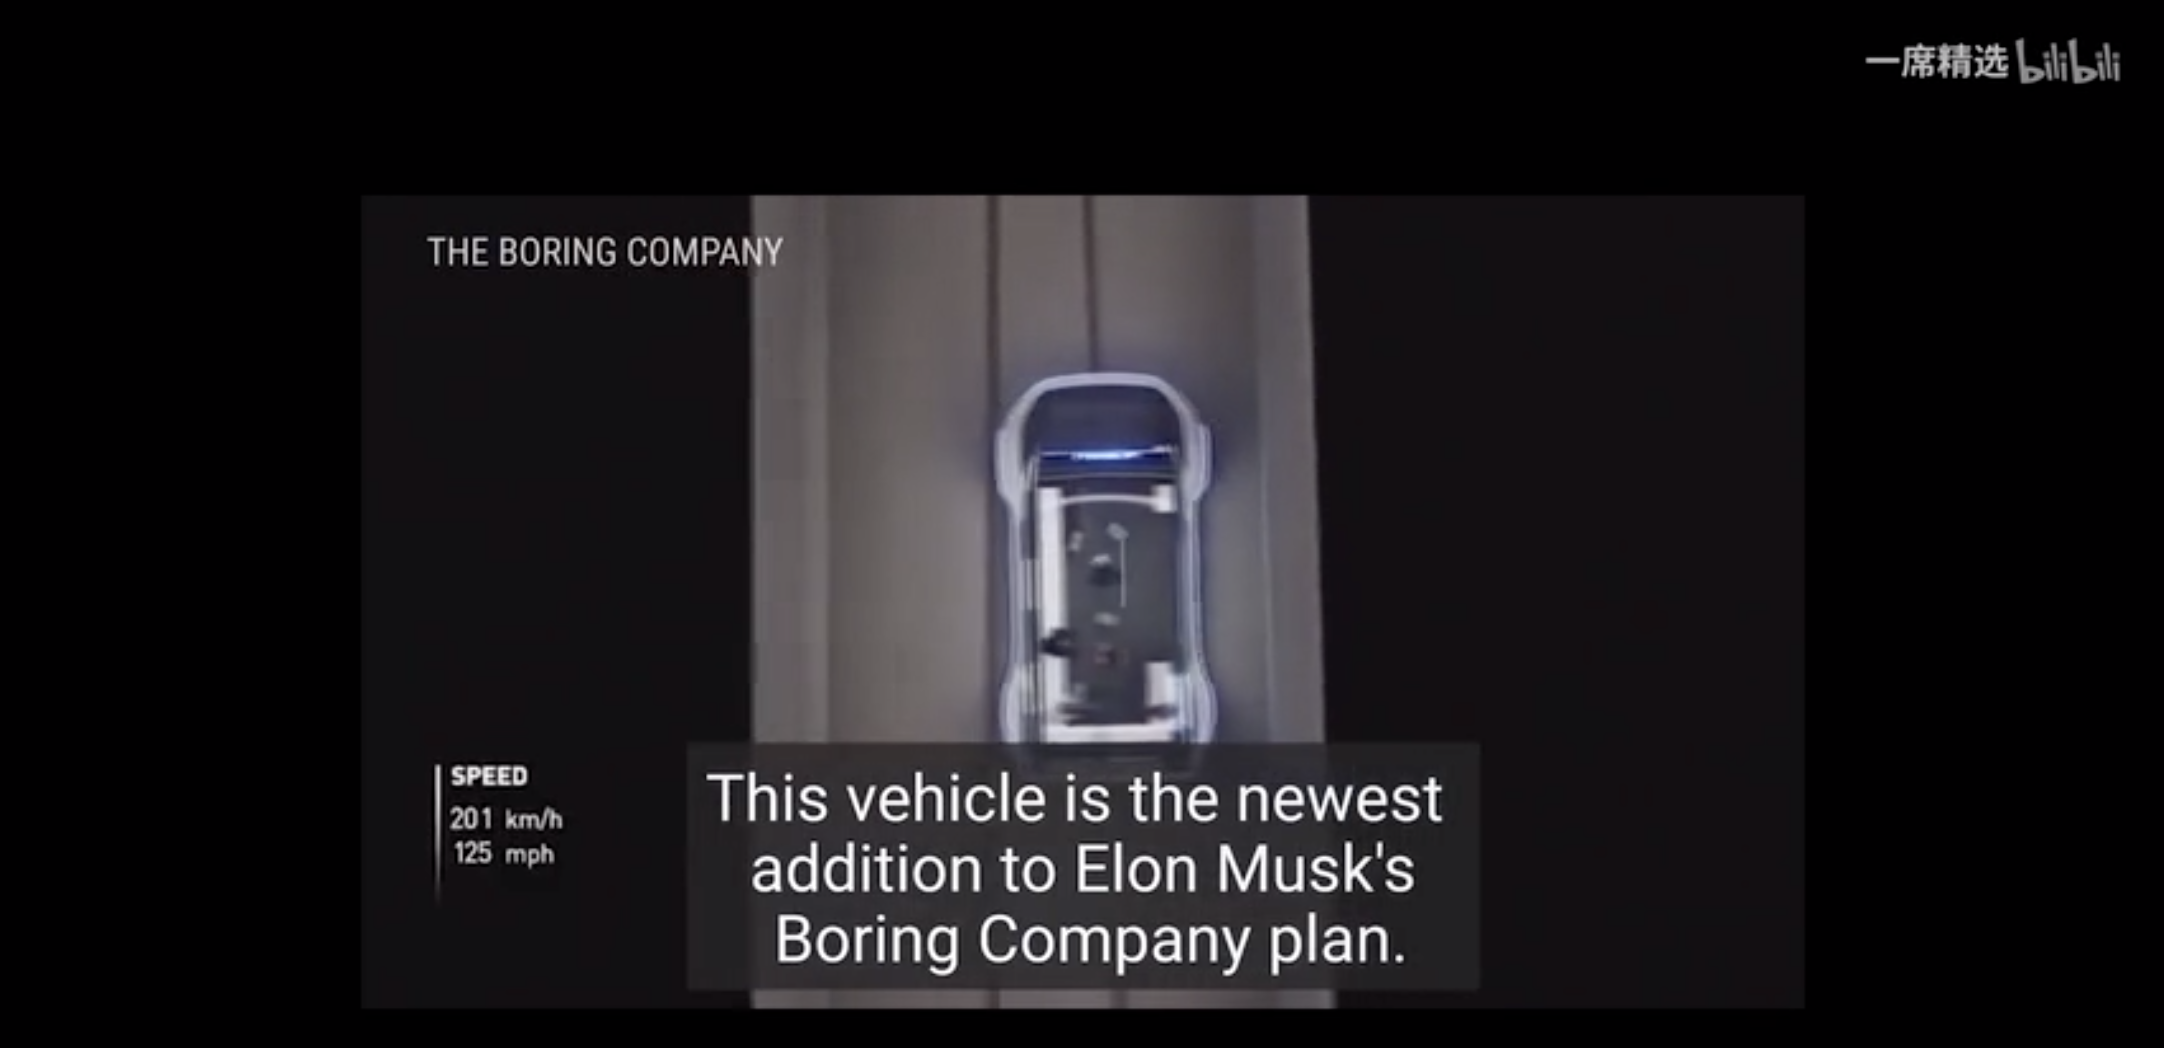 一席精选 bilibili
THE BORING COMPANY
SPEED
201 km/h
125 mph
This vehicle is the newest
addition to Elon Musk's
Boring Company plan.